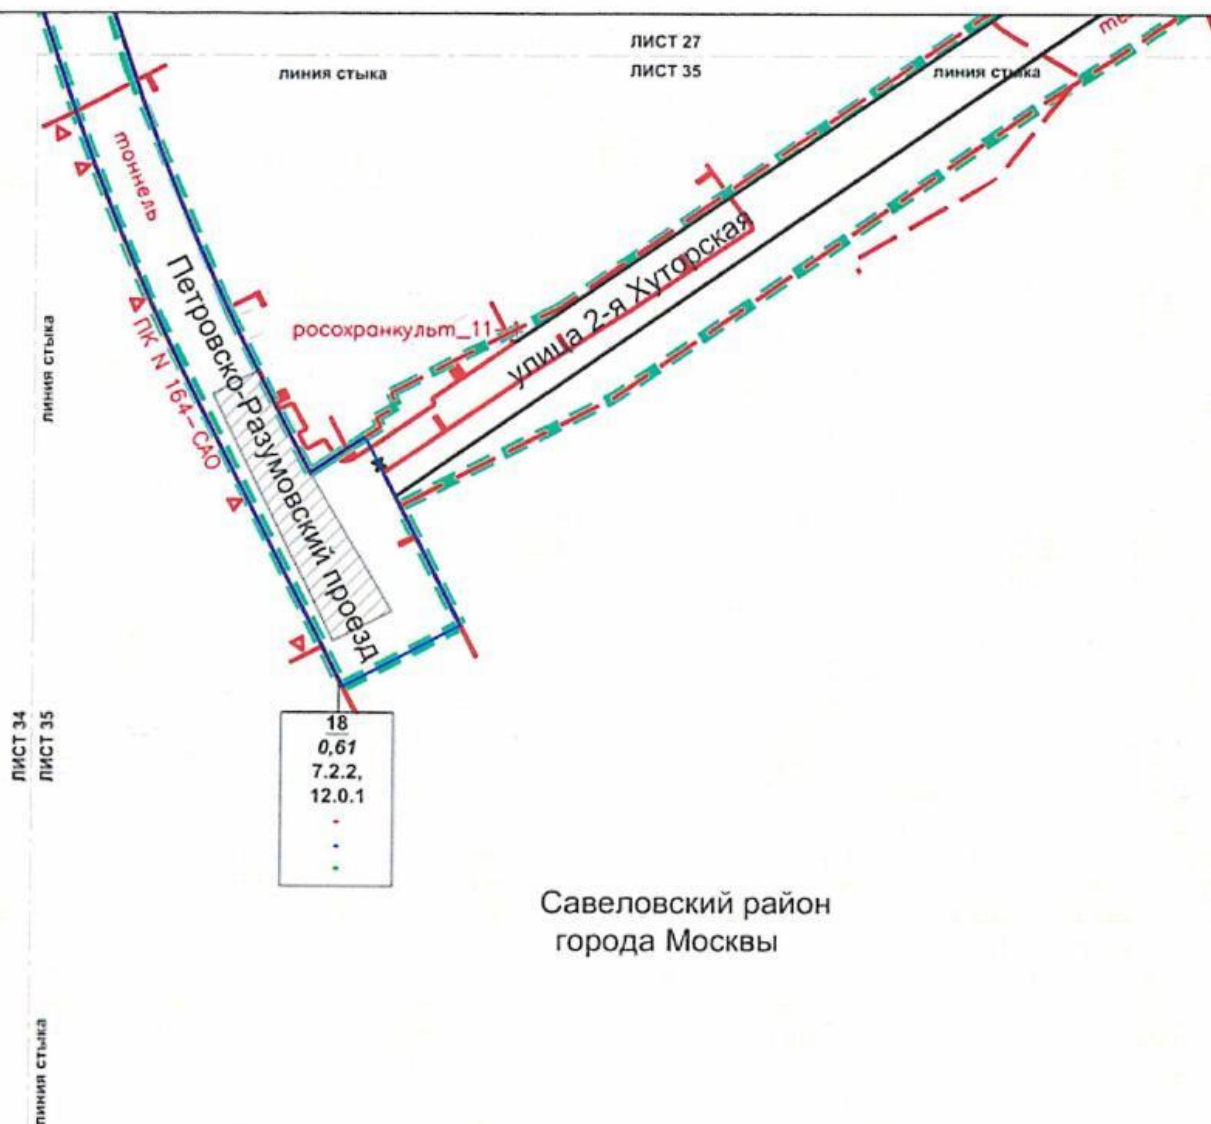 ЛИСТ 27
линия стыка
ЛИСТ 35
линия стыка
тоннель
Петровско-Разумовский проезд
улица 2-я Хуторская
росохранкульт_11
линия стыка
ПК N 164-САО
ЛИСТ 34
ЛИСТ 35
18
0,61
7.2.2,
12.0.1
-
-
-
Савеловский район
города Москвы
линия стыка